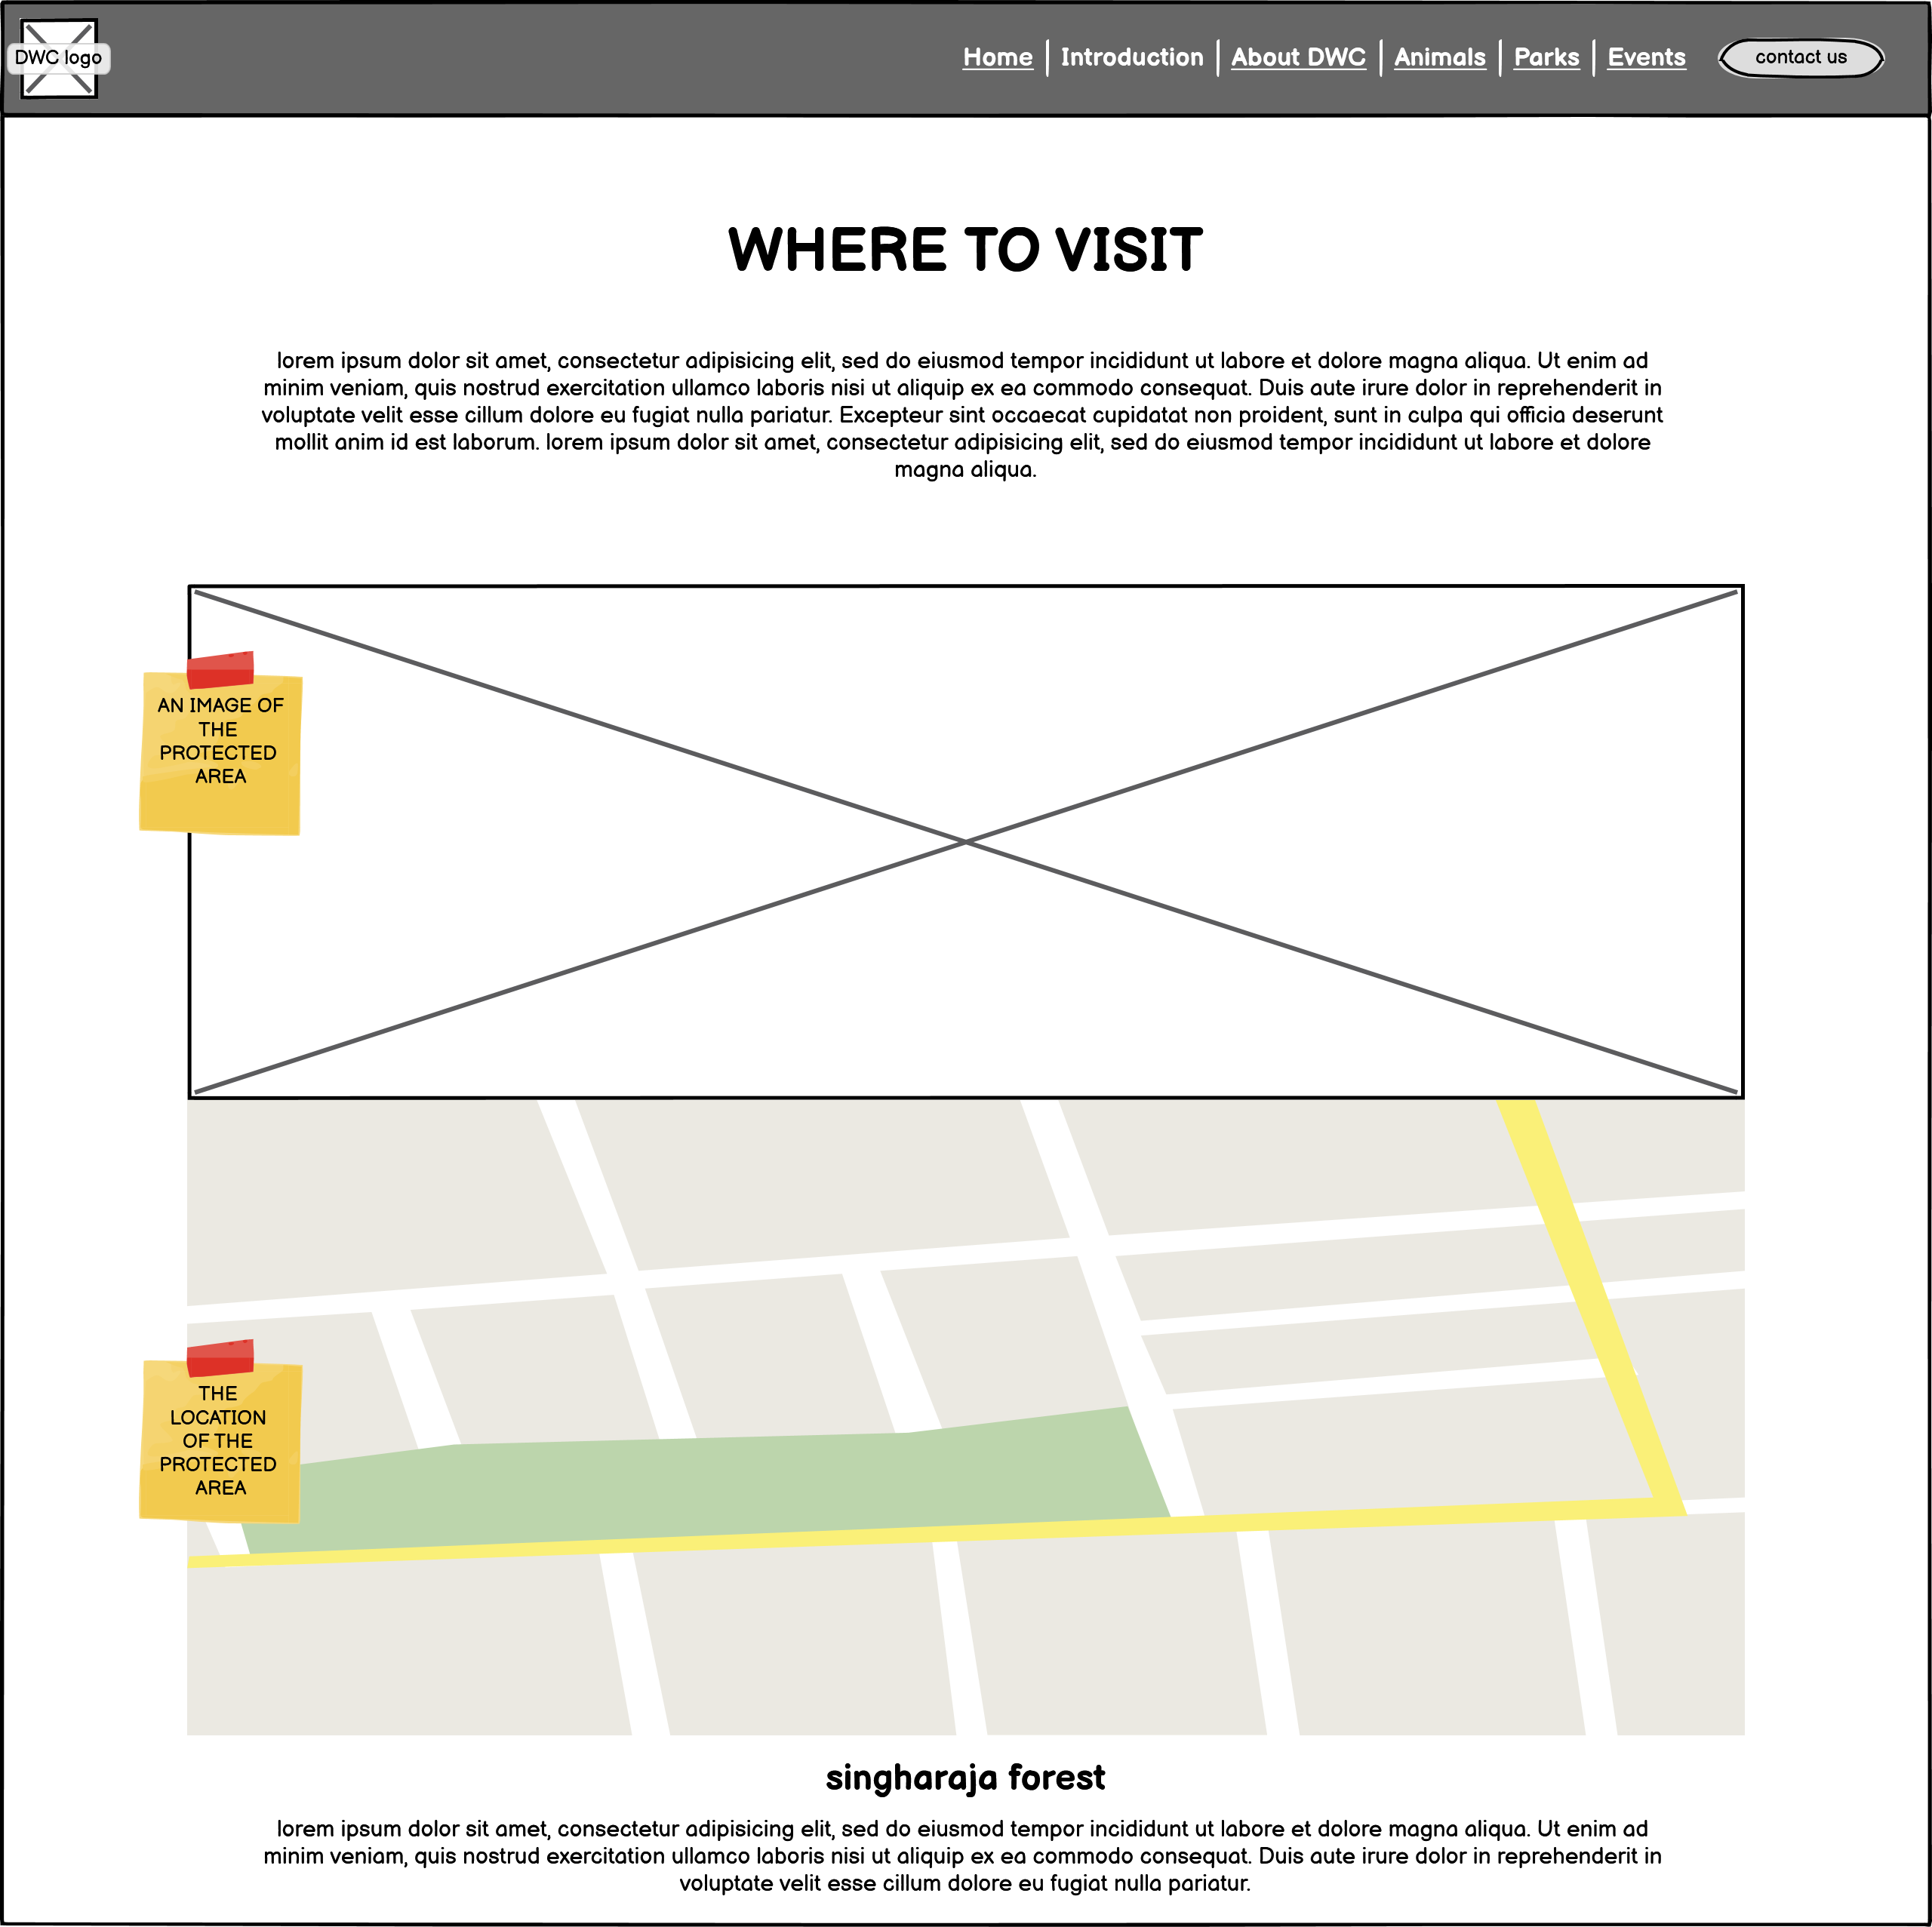 DWC logo
Home Introduction About DWC Animals Parks Events contact us
WHERE TO VISIT
lorem ipsum dolor sit amet, consectetur adipisicing elit, sed do eiusmod tempor incididunt ut labore et dolore magna aliqua. Ut enim ad
minim veniam, quis nostrud exercitation ullamco laboris nisi ut aliquip ex ea commodo consequat. Duis aute irure dolor in reprehenderit in
voluptate velit esse cillum dolore eu fugiat nulla pariatur. Excepteur sint occaecat cupidatat non proident, sunt in culpa qui officia deserunt
mollit anim id est laborum. lorem ipsum dolor sit amet, consectetur adipisicing elit, sed do eiusmod tempor incididunt ut labore et dolore
magna aliqua.
AN IMAGE OF
THE
PROTECTED
AREA
THE
LOCATION
OF THE
PROTECTED
AREA
singharaja forest
lorem ipsum dolor sit amet, consectetur adipisicing elit, sed do eiusmod tempor incididunt ut labore et dolore magna aliqua. Ut enim ad
minim veniam, quis nostrud exercitation ullamco laboris nisi ut aliquip ex ea commodo consequat. Duis aute irure dolor in reprehenderit in
voluptate velit esse cillum dolore eu fugiat nulla pariatur.